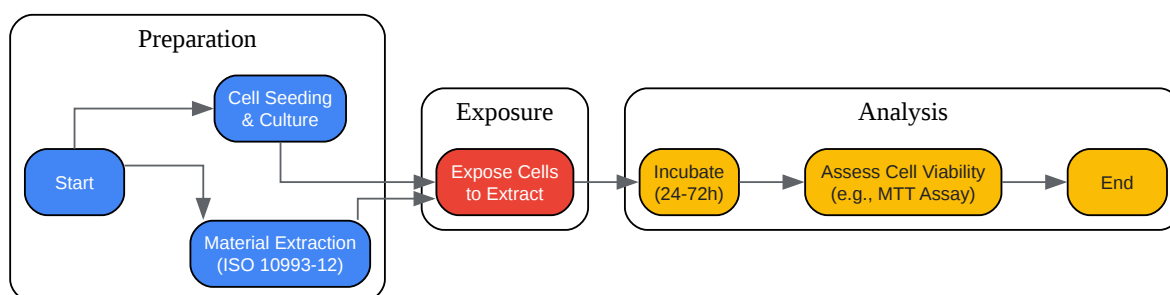 Preparation
Start
Cell Seeding
& Culture
Material Extraction
(ISO 10993-12)
Exposure
Expose Cells
to Extract
Analysis
Incubate
(24-72h)
Assess Cell Viability
(e.g., MTT Assay)
End